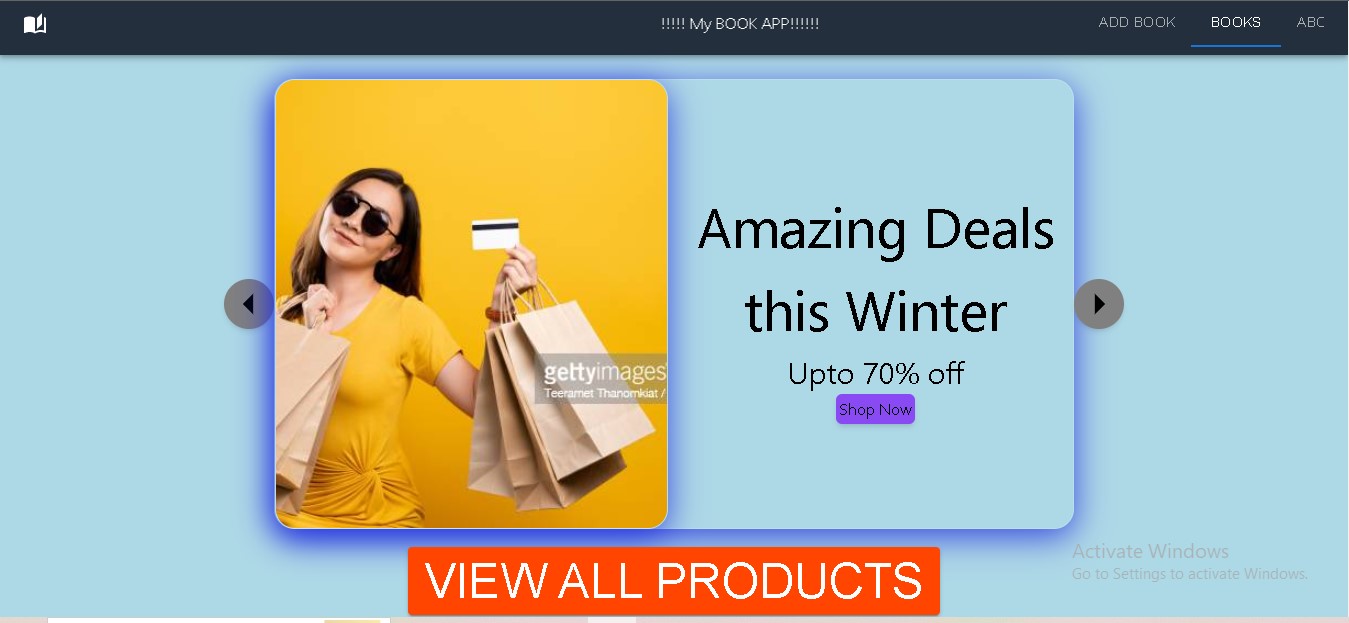 !!!!! My BOOK APP!!!!!!
ADD BOOK
BOOKS
ABC
Amazing Deals
this Winter
Upto 70% off
Shop Now
gettyimages
Teeramet Thanomkiat /
VIEW ALL PRODUCTS
Activate Windows
Go to Settings to activate Windows.